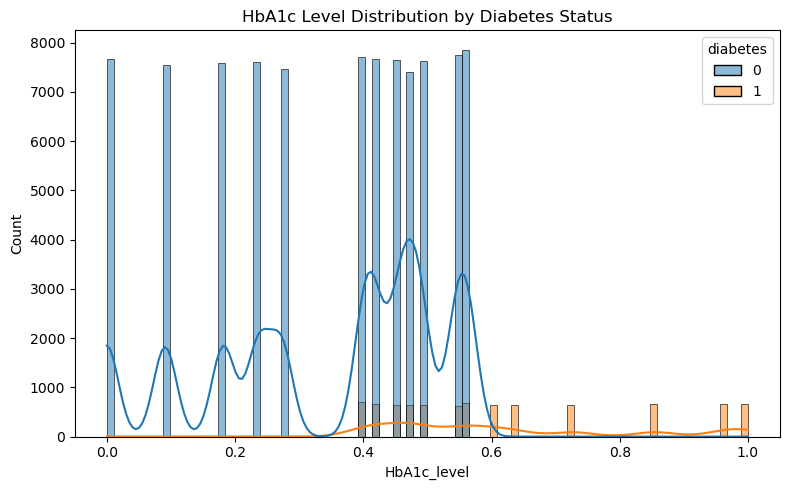 HbA1c Level Distribution by Diabetes Status
8000
7000
6000
5000
4000
3000
2000
1000
0
Count
0.0 0.2 0.4 0.6 0.8 1.0
HbA1c_level
diabetes
0
1